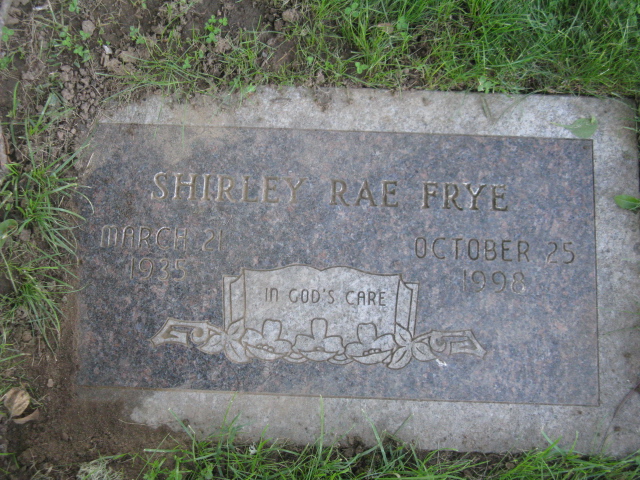 SHIRLEY RAE FRYE
MARCH 21
1935
OCTOBER 25
1998
IN GOD'S CARE